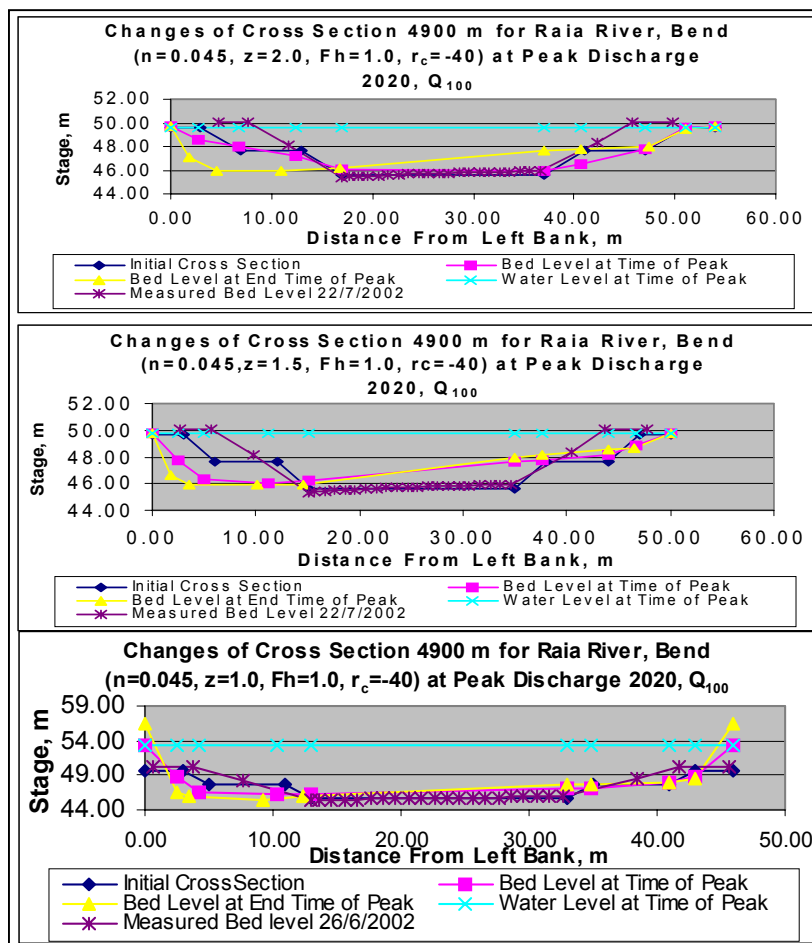 Changes of Cross Section 4900 m for Raia River, Bend
(n=0.045, z=2.0, Fh=1.0, rc=-40) at Peak Discharge
2020, Q100
Stage, m
52.00
50.00
48.00
46.00
44.00
0.00 10.00 20.00 30.00 40.00 50.00 60.00
Distance From Left Bank, m
Initial Cross Section Bed Level at Time of Peak
Bed Level at End Time of Peak Water Level at Time of Peak
Measured Bed Level 22/7/2002
Changes of Cross Section 4900 m for Raia River, Bend
(n=0.045,z=1.5, Fh=1.0, rc=-40) at Peak Discharge
2020, Q100
Stage, m
52.00
50.00
48.00
46.00
44.00
0.00 10.00 20.00 30.00 40.00 50.00 60.00
Distance From Left Bank, m
Initial Cross Section Bed Level at Time of Peak
Bed Level at End Time of Peak Water Level at Time of Peak
Measured Bed Level 22/7/2002
Changes of Cross Section 4900 m for Raia River, Bend
(n=0.045, z=1.0, Fh=1.0, rc=-40) at Peak Discharge 2020, Q100
Stage, m
59.00
54.00
49.00
44.00
0.00 10.00 20.00 30.00 40.00 50.00
Distance From Left Bank, m
Initial CrossSection Bed Level at Time of Peak
Bed Level at End Time of Peak Water Level at Time of Peak
Measured Bed level 26/6/2002